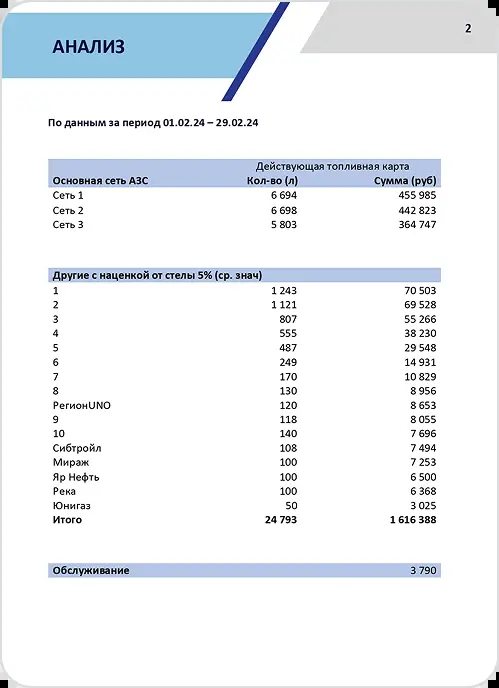 2
АНАЛИЗ
По данным за период 01.02.24 – 29.02.24
Действующая топливная карта
Основная сеть АЗС Кол-во (л) Сумма (руб)
Сеть 1 6 694 455 985
Сеть 2 6 698 442 823
Сеть 3 5 803 364 747
Другие с наценкой от стелы 5% (ср. знач)
1 1 243 70 503
2 1 121 69 528
3 807 55 266
4 555 38 230
5 487 29 548
6 249 14 931
7 170 10 829
8 130 8 956
РегионUNO 120 8 653
9 118 8 055
10 140 7 696
Сибтройл 108 7 494
Мираж 100 7 253
Яр Нефть 100 6 500
Река 100 6 368
Юнигаз 50 3 025
Итого 24 793 1 616 388
Обслуживание 3 790